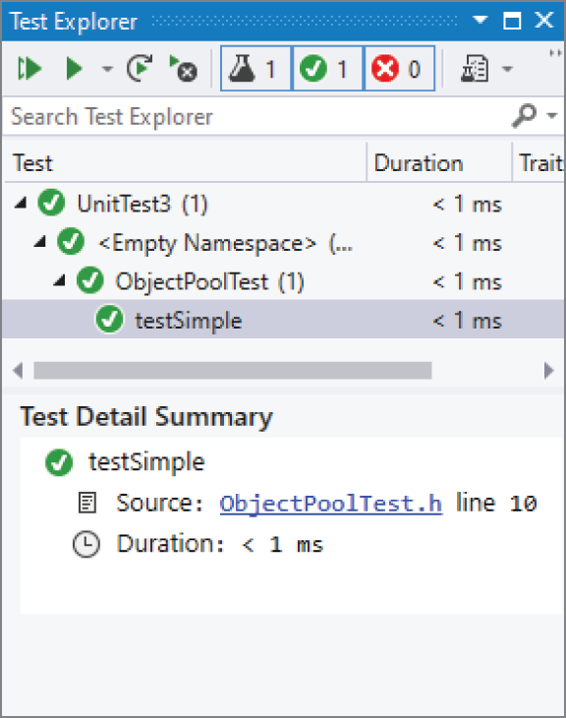 Test Explorer
1 1 0
Search Test Explorer
Test Duration Trait
UnitTest3 (1) < 1 ms
<Empty Namespace> (... < 1 ms
ObjectPoolTest (1) < 1 ms
testSimple < 1 ms
Test Detail Summary
testSimple
Source: ObjectPoolTest.h line 10
Duration: < 1 ms